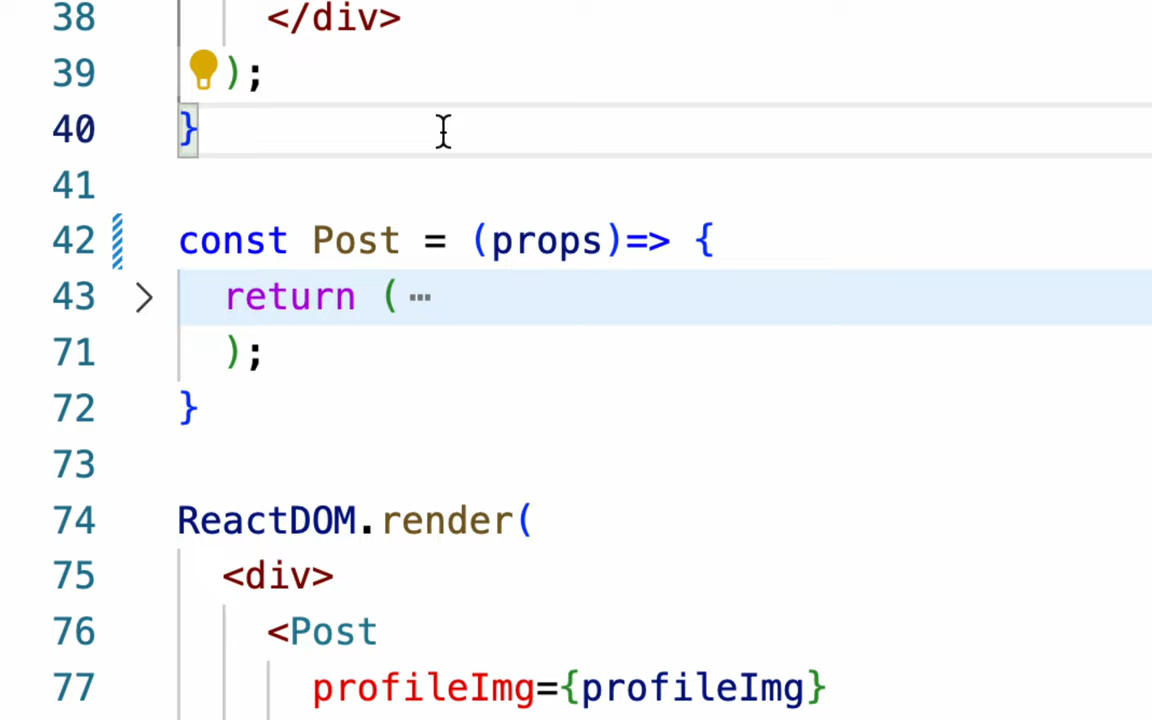 38 </div>
39 );
40 }
41
42 const Post = (props)=> {
43 return ( ⋯
71 );
72 }
73
74 ReactDOM.render(
75 <div>
76 <Post
77 profileImg={profileImg}